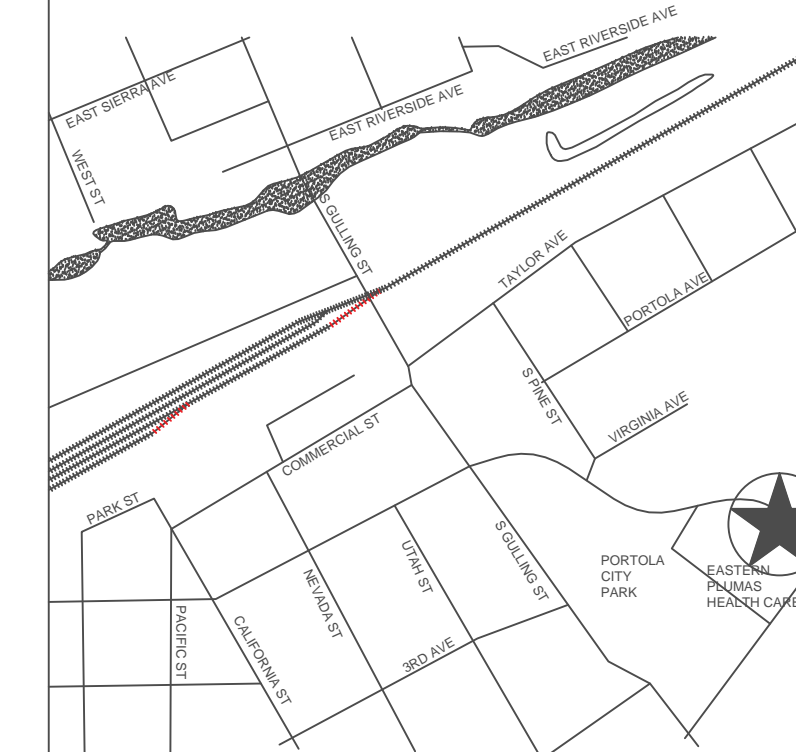 EAST RIVERSIDE AVE
EAST SIERRA AVE
EAST RIVERSIDE AVE
WEST ST
S GULLING ST
TAYLOR AVE
PORTOLA AVE
S PINE ST
VIRGINIA AVE
COMMERCIAL ST
PARK ST
S GULLING ST
UTAH ST
PORTOLA
CITY
PARK
EASTERN
PLUMAS
HEALTH CARE
NEVADA ST
PACIFIC ST
CALIFORNIA ST
3RD AVE